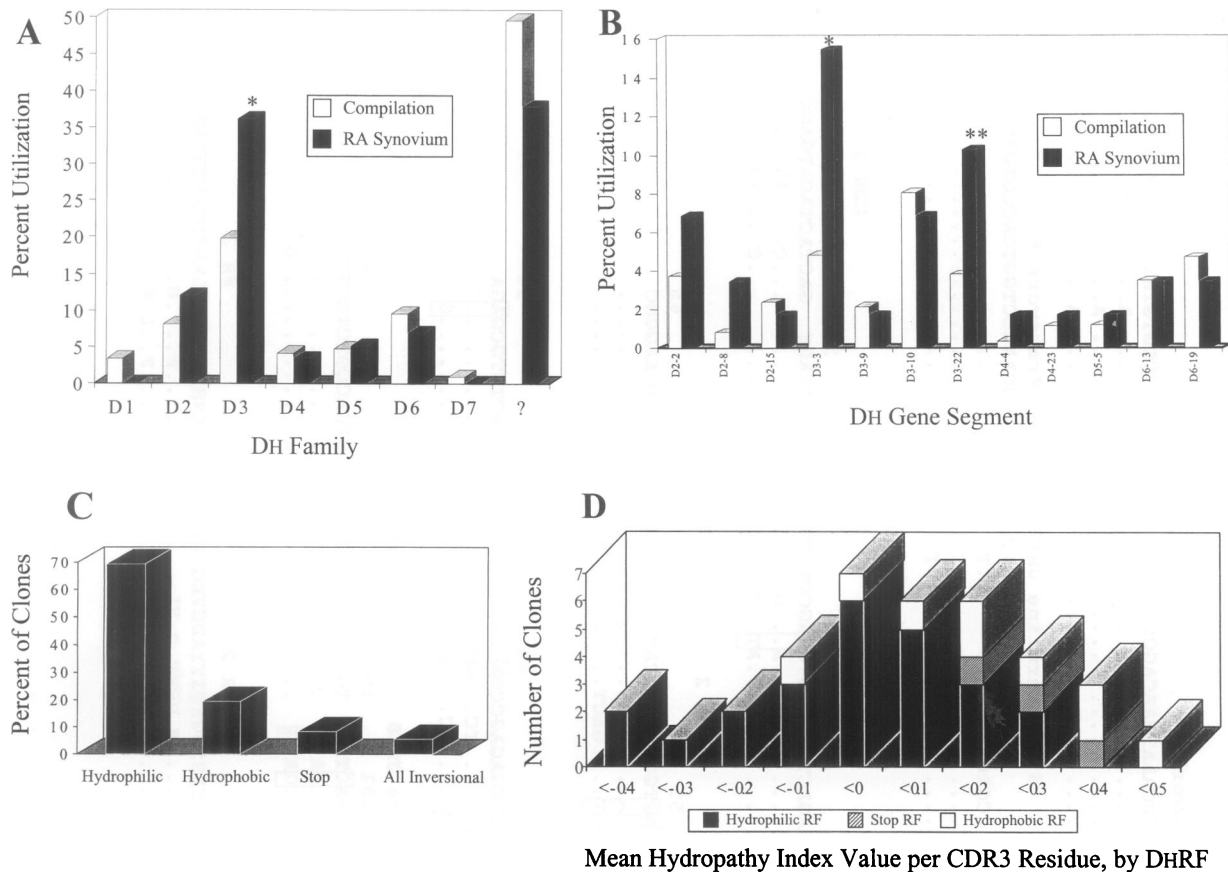 A
50
45
40
35
30
25
20
15
10
5
0
Percent Utilization
Compilation
RA Synovium
*
D1 D2 D3 D4 D5 D6 D7 ?
DH Family
B
16
14
12
10
8
6
4
2
0
Percent Utilization
Compilation
RA Synovium
*
**
D2-2 D2-8 D2-15 D3-3 D3-9 D3-10 D3-22 D4-4 D4-23 D5-5 D6-13 D6-19
DH Gene Segment
C
70
60
50
40
30
20
10
0
Percent of Clones
Hydrophilic Hydrophobic Stop All Inversional
D
7
6
5
4
3
2
1
0
Number of Clones
<-0.4 <-0.3 <-0.2 <-0.1 <0 <0.1 <0.2 <0.3 <0.4 <0.5
Hydrophilic RF Stop RF Hydrophobic RF
Mean Hydropathy Index Value per CDR3 Residue, by DHRF